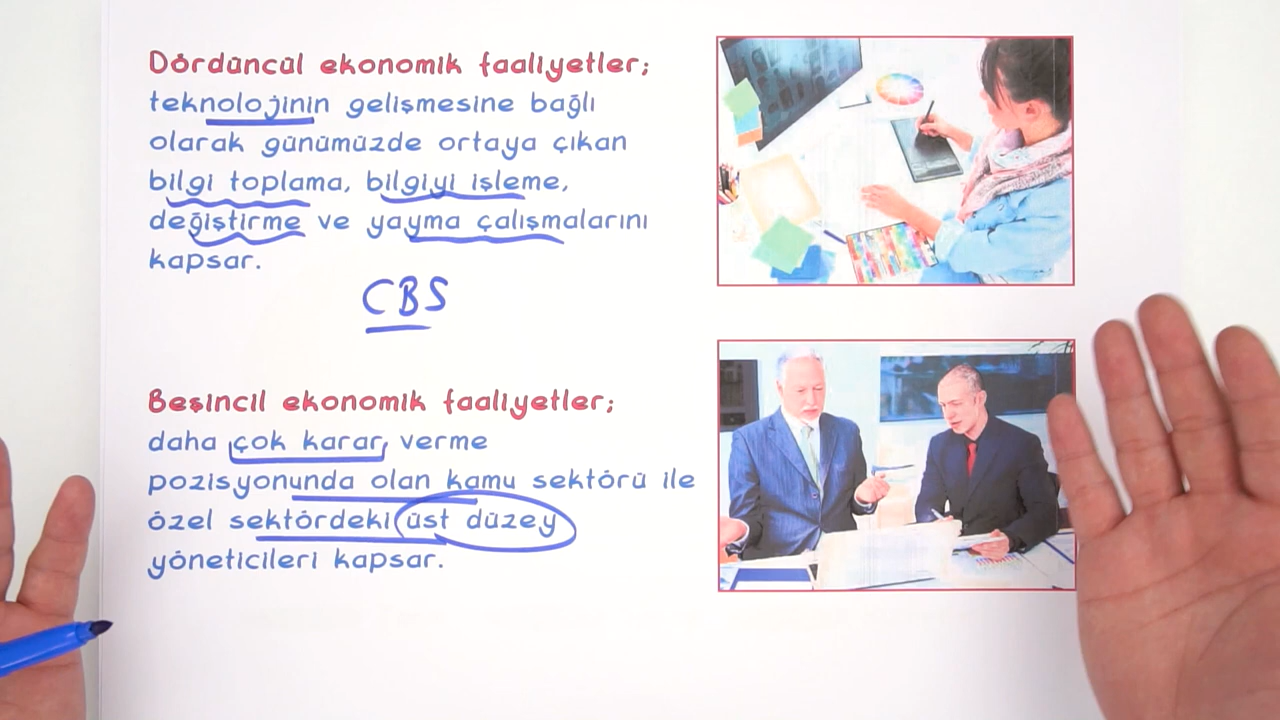 Dördüncül ekonomik faaliyetler;
teknolojinin gelişmesine bağlı
olarak günümüzde ortaya çıkan
bilgi toplama, bilgiyi işleme,
değiştirme ve yayma çalışmalarını
kapsar.
CBS
Beşincil ekonomik faaliyetler;
daha çok karar verme
pozisyonunda olan kamu sektörü ile
özel sektördeki üst düzey
yöneticileri kapsar.